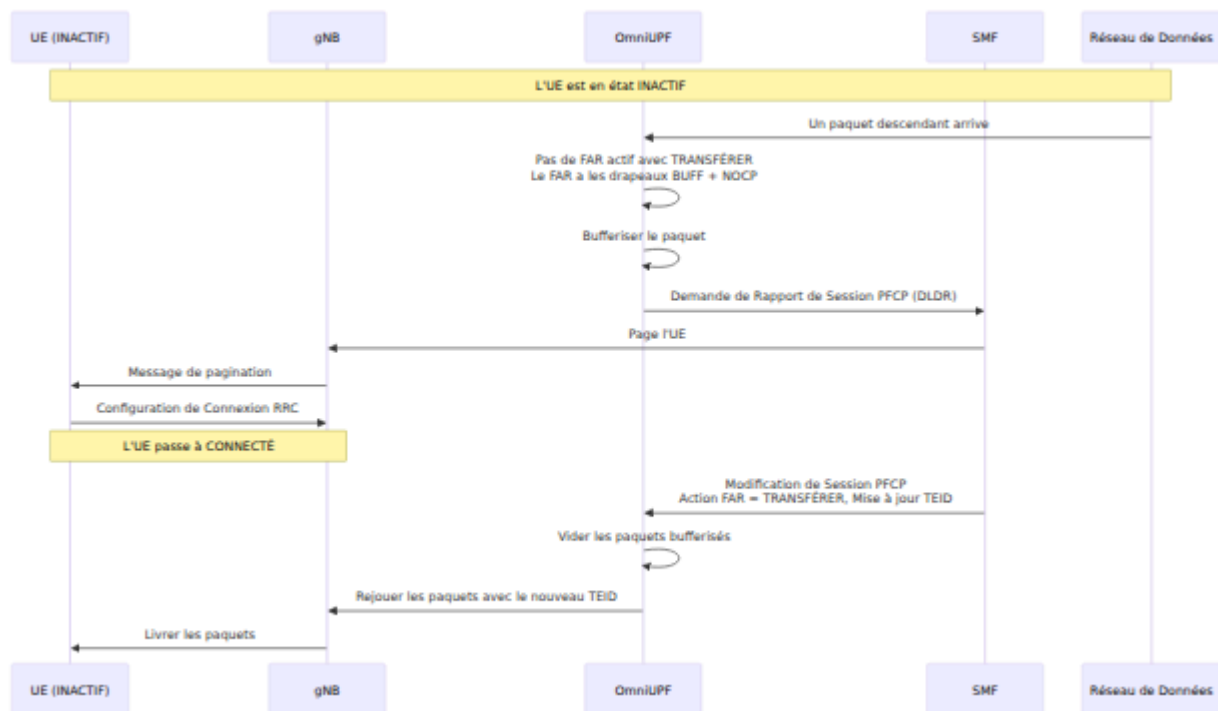 UE (INACTIF)
gNB
OmniUPF
SMF
Réseau de Données
L'UE est en état INACTIF
Un paquet descendant arrive
Pas de FAR actif avec TRANSFÉRER
Le FAR a les drapeaux BUFF + NOCP
Bufferiser le paquet
Demande de Rapport de Session PFCP (DLDR)
Page l'UE
Message de pagination
Configuration de Connexion RRC
L'UE passe à CONNECTÉ
Modification de Session PFCP
Action FAR = TRANSFÉRER, Mise à jour TEID
Vider les paquets bufferisés
Rejouer les paquets avec le nouveau TEID
Livrer les paquets
UE (INACTIF)
gNB
OmniUPF
SMF
Réseau de Données